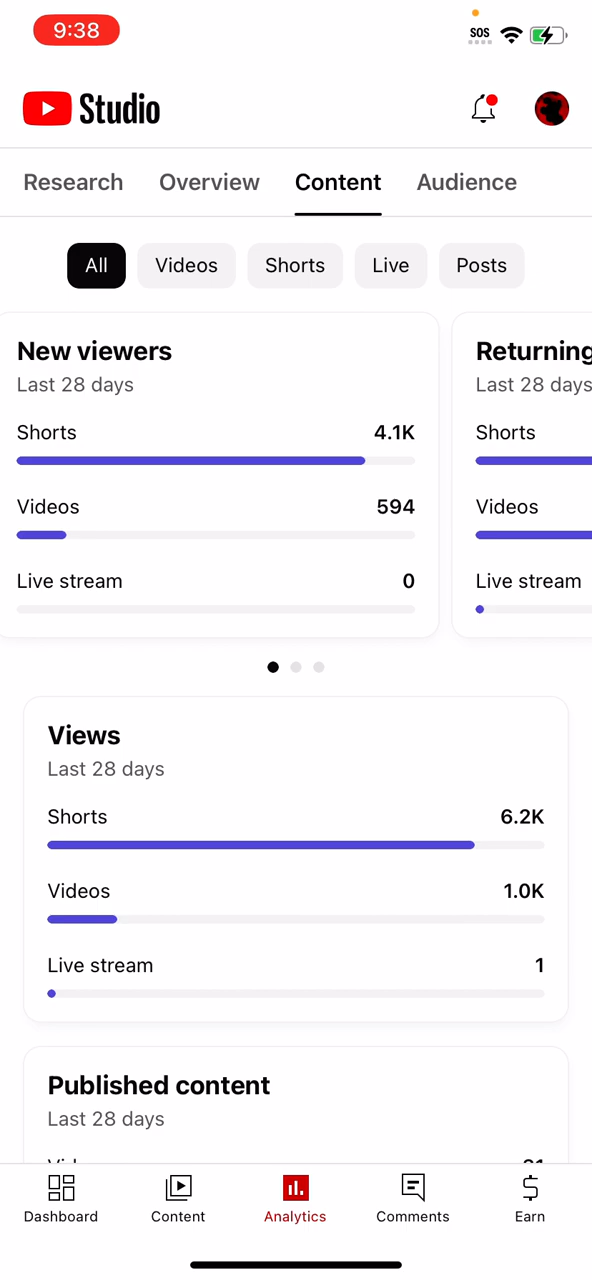 9:38
SOS
Studio
Research Overview Content Audience
All Videos Shorts Live Posts
New viewers
Last 28 days
Shorts 4.1K
Videos 594
Live stream 0
Returning
Last 28 days
Shorts
Videos
Live stream
Views
Last 28 days
Shorts 6.2K
Videos 1.0K
Live stream 1
Published content
Last 28 days
Dashboard Content Analytics Comments Earn